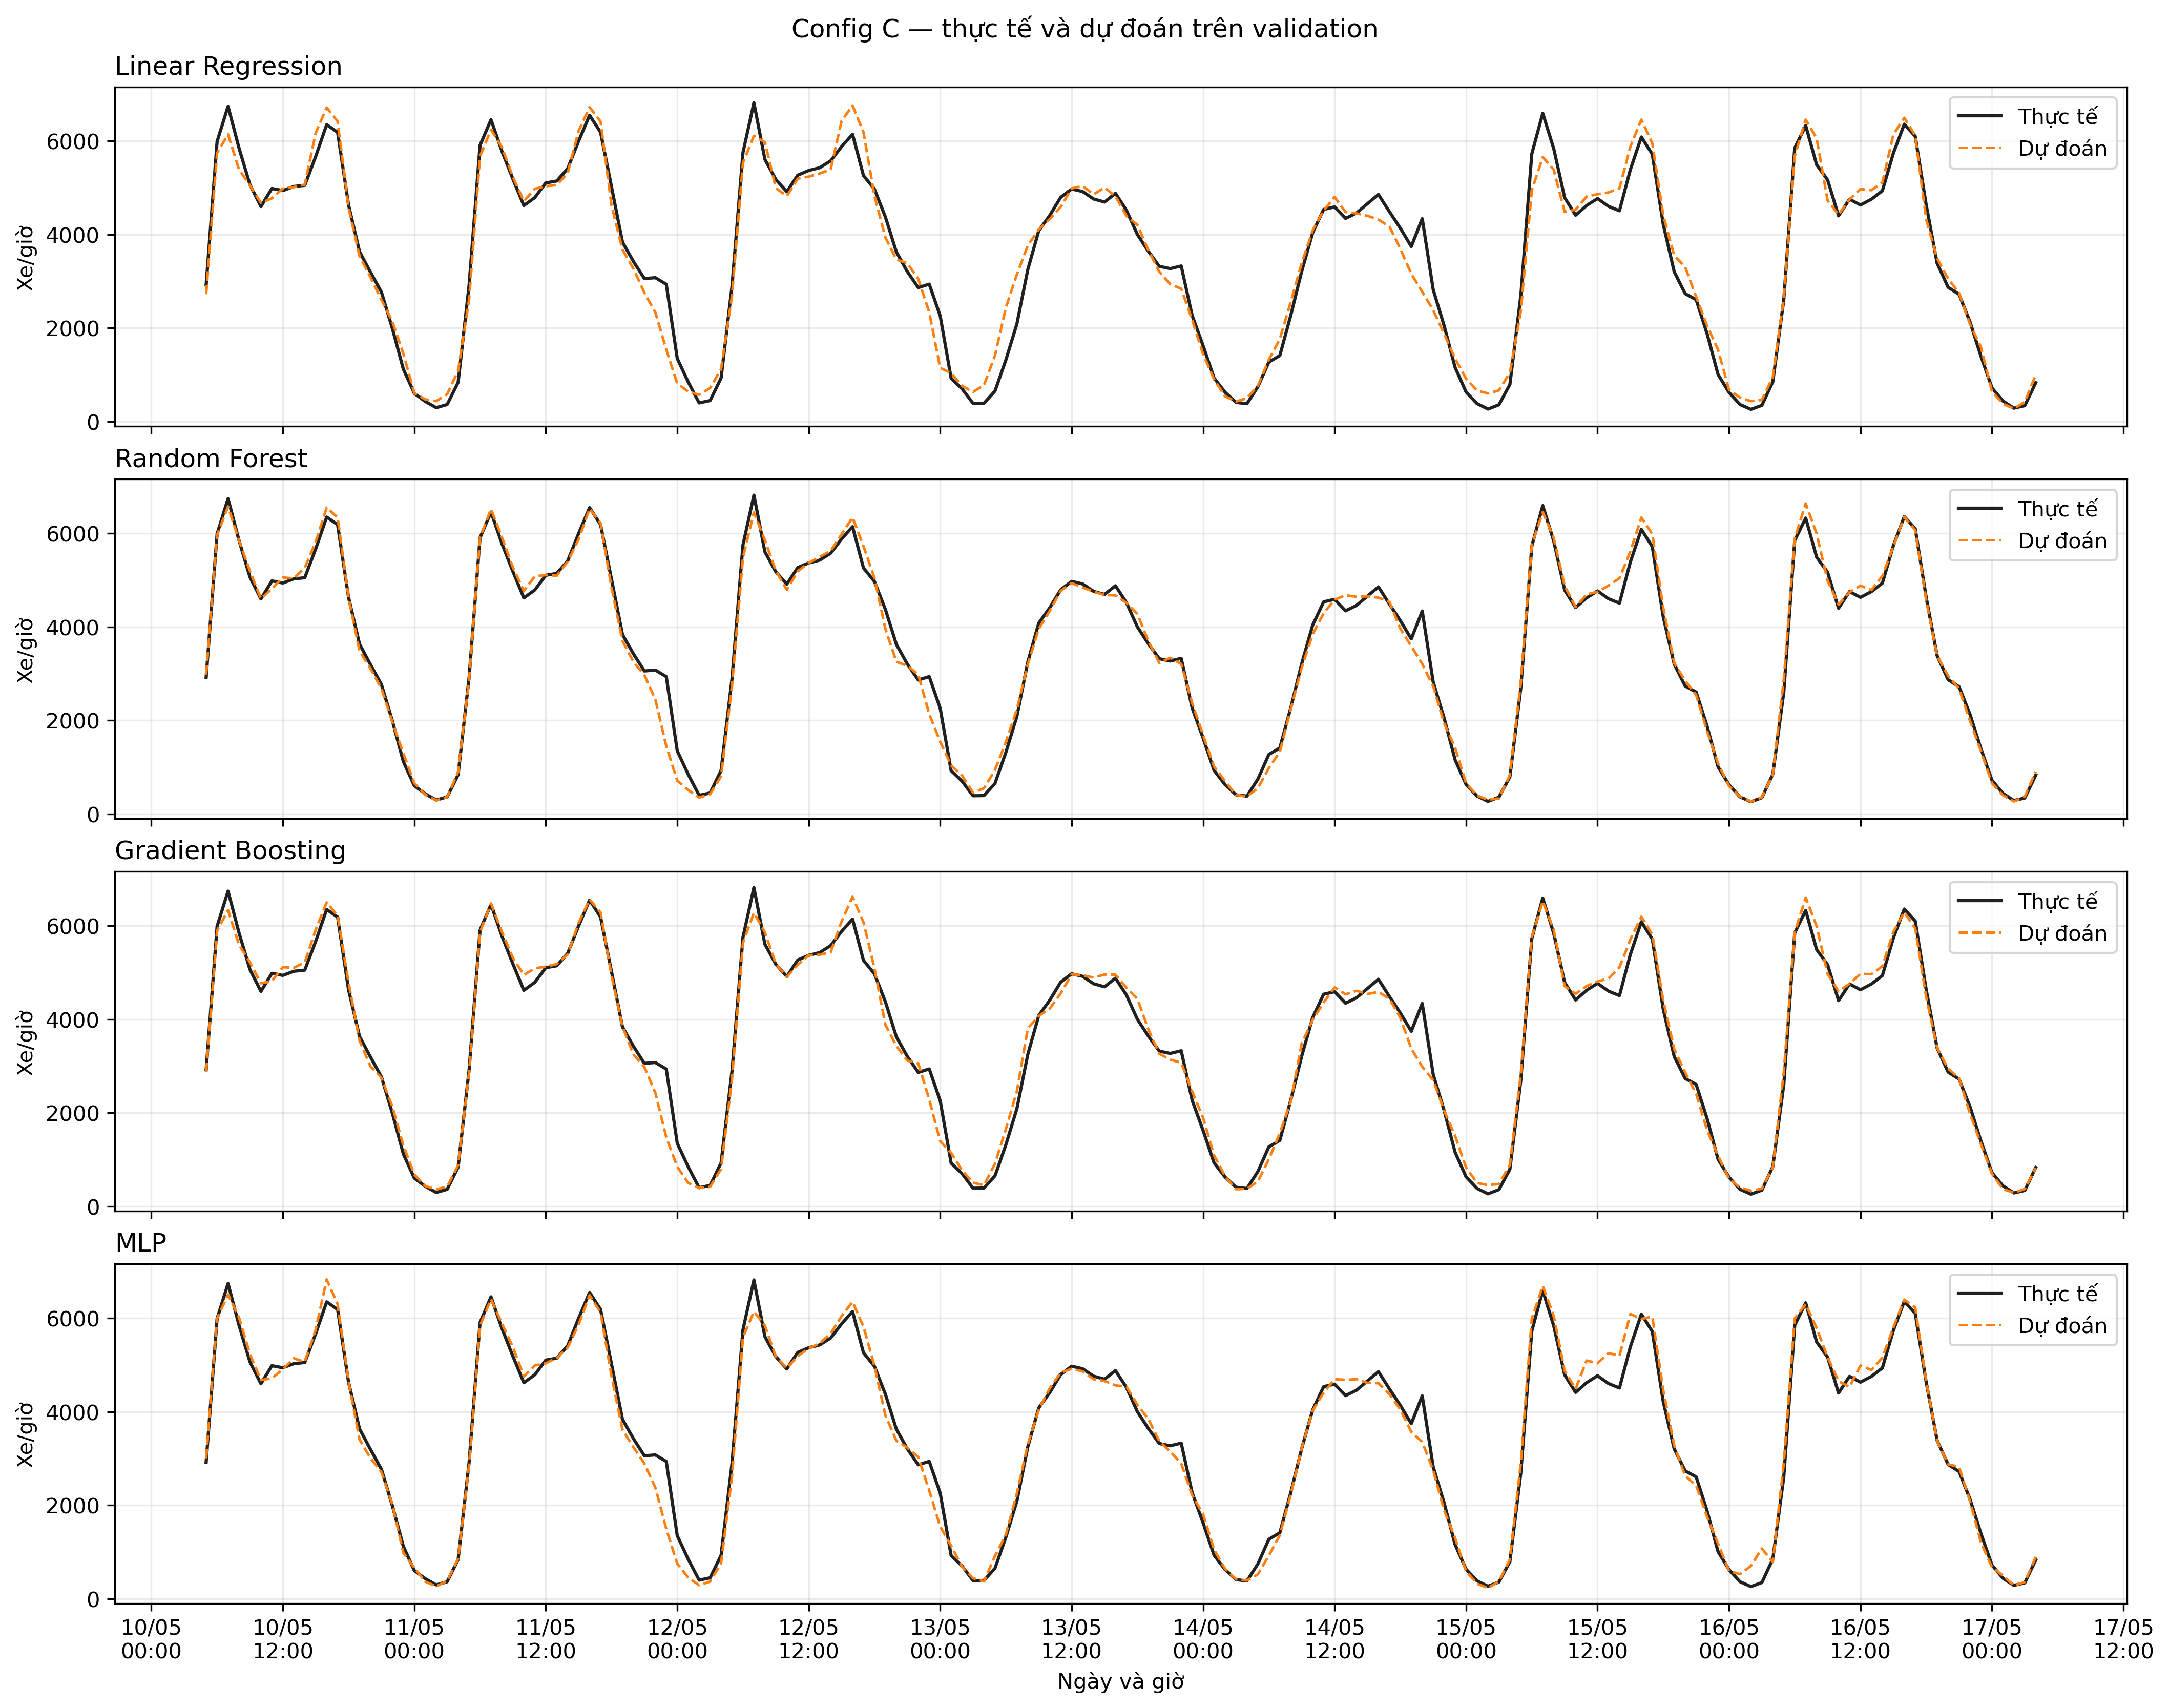 Config C — thực tế và dự đoán trên validation
Linear Regression
6000
4000
2000
0
Xe/giờ
Thực tế
Dự đoán
Random Forest
6000
4000
2000
0
Xe/giờ
Thực tế
Dự đoán
Gradient Boosting
6000
4000
2000
0
Xe/giờ
Thực tế
Dự đoán
MLP
6000
4000
2000
0
Xe/giờ
Thực tế
Dự đoán
10/05 10/05 11/05 11/05 12/05 12/05 13/05 13/05 14/05 14/05 15/05 15/05 16/05 16/05 17/05 17/05
00:00 12:00 00:00 12:00 00:00 12:00 00:00 12:00 00:00 12:00 00:00 12:00 00:00 12:00 00:00 12:00
Ngày và giờ